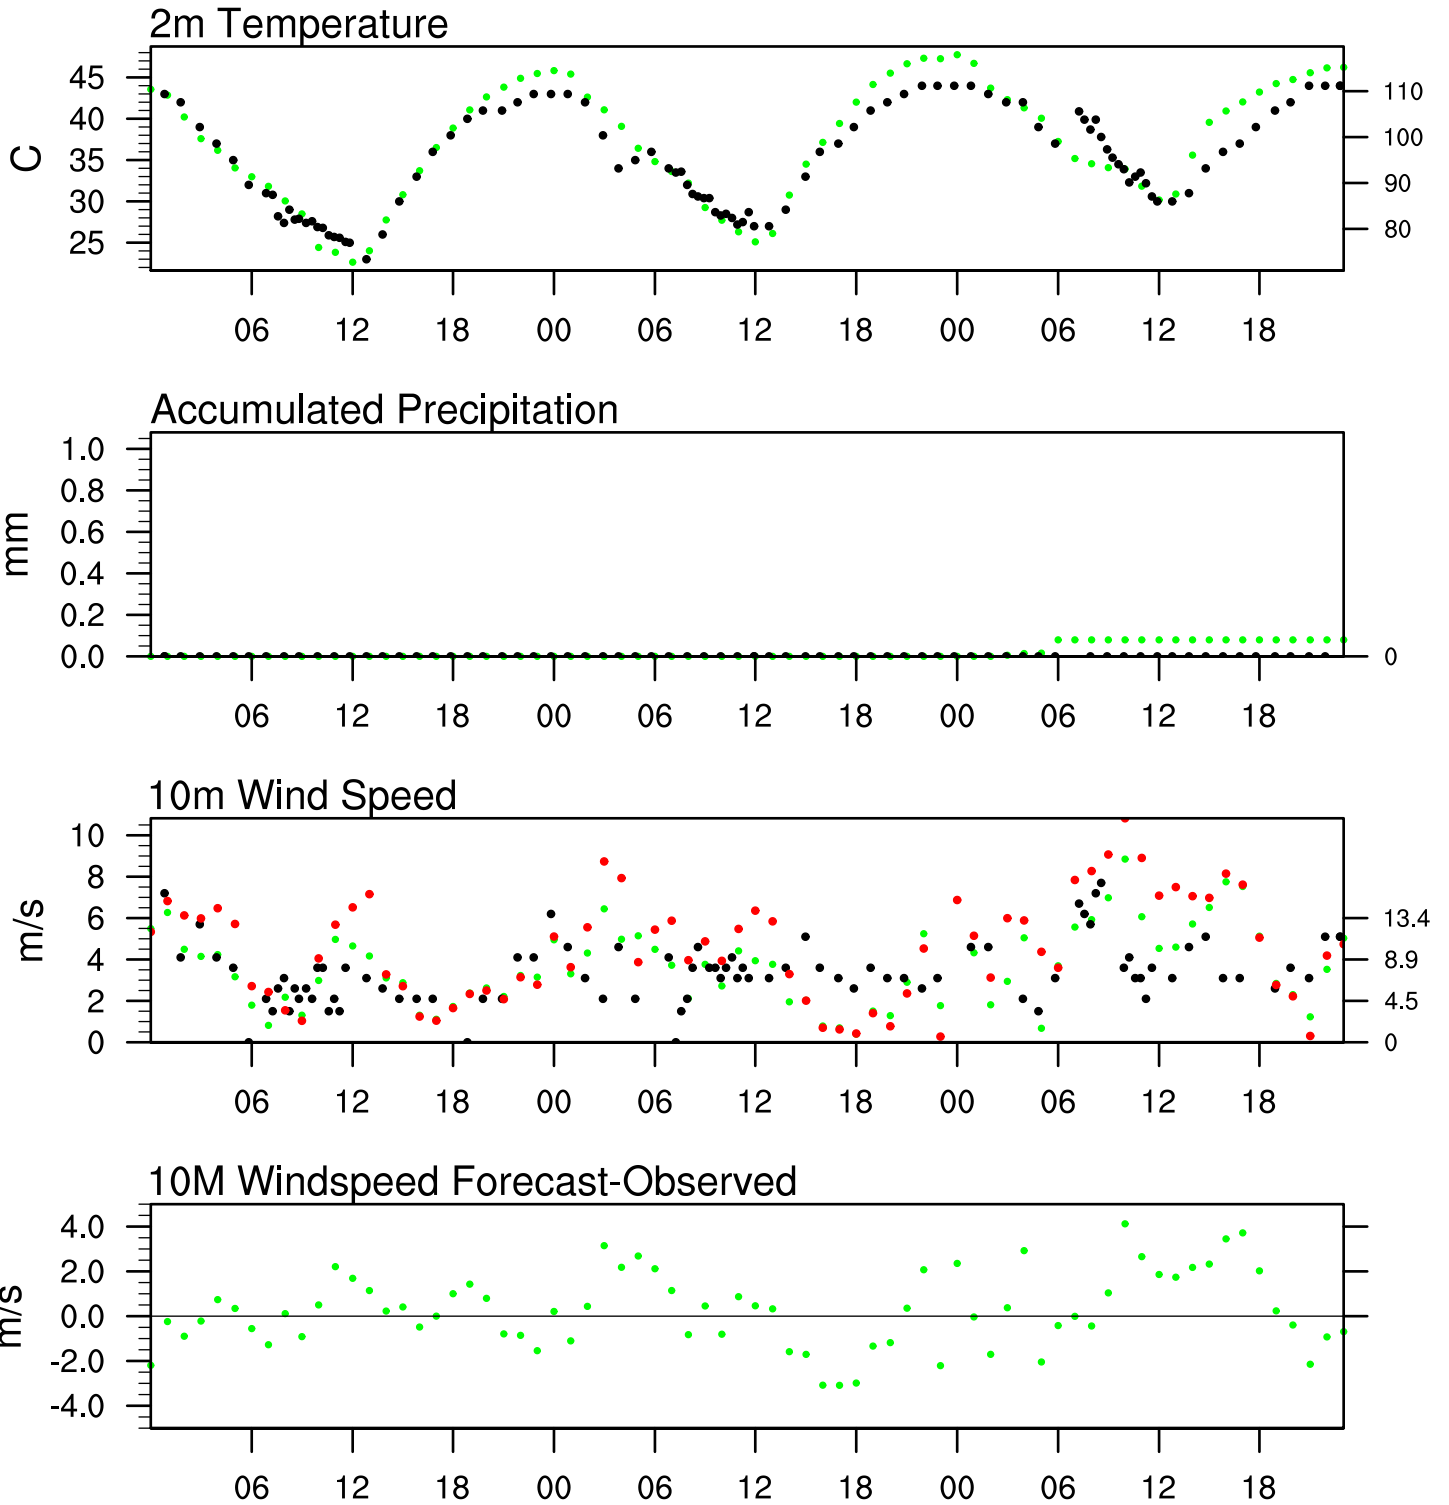 2m Temperature
45
40
35
30
25
C
110
100
90
80
06 12 18 00 06 12 18 00 06 12 18
Accumulated Precipitation
1.0
0.8
0.6
0.4
0.2
0.0
mm
0
06 12 18 00 06 12 18 00 06 12 18
10m Wind Speed
10
8
6
4
2
0
m/s
13.4
8.9
4.5
0
06 12 18 00 06 12 18 00 06 12 18
10M Windspeed Forecast-Observed
4.0
2.0
0.0
-2.0
-4.0
m/s
06 12 18 00 06 12 18 00 06 12 18